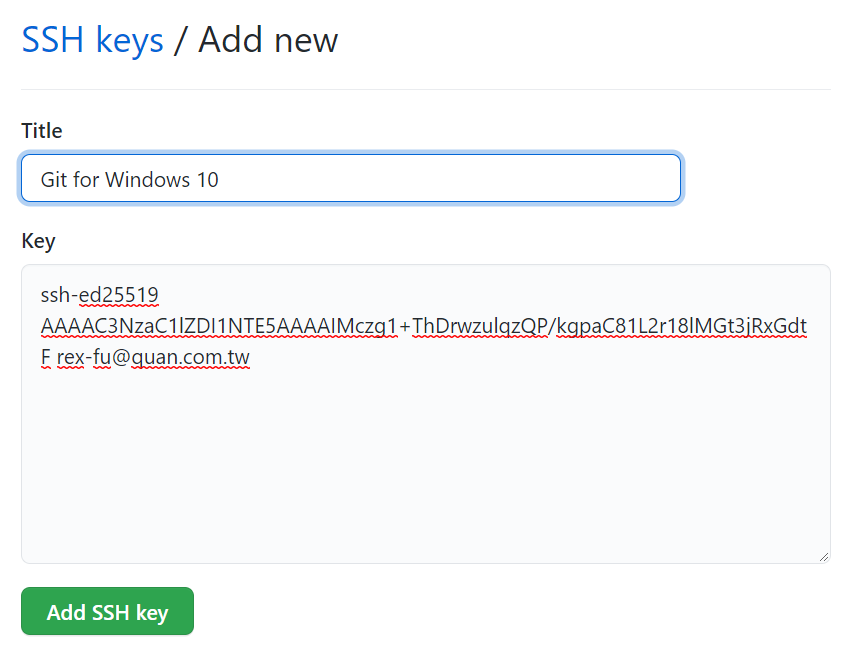 SSH keys / Add new
Title
Git for Windows 10
Key
ssh-ed25519
AAAAC3NzaC1lZDI1NTE5AAAAIMczg1+ThDrwzulqzQP/kgpaC81L2r18lMGt3jRxGdt
F rex-fu@quan.com.tw
Add SSH key